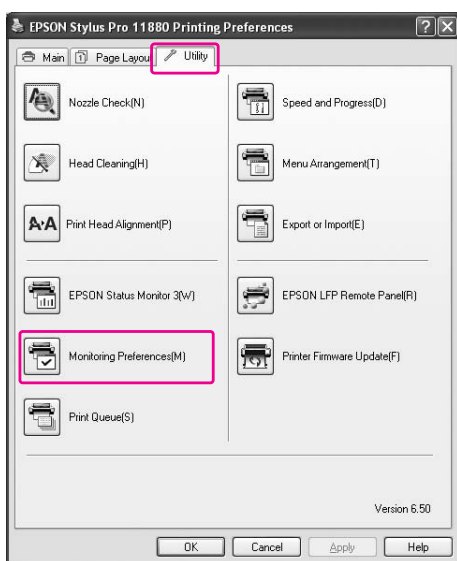 EPSON Stylus Pro 11880 Printing Preferences
Main Page Layout Utility
Nozzle Check(N)
Speed and Progress(D)
Head Cleaning(H)
Menu Arrangement(T)
A·A Print Head Alignment(P)
Export or Import(E)
EPSON Status Monitor 3(W)
EPSON LFP Remote Panel(R)
Monitoring Preferences(M)
Printer Firmware Update(F)
Print Queue(S)
Version 6.50
OK Cancel Apply Help